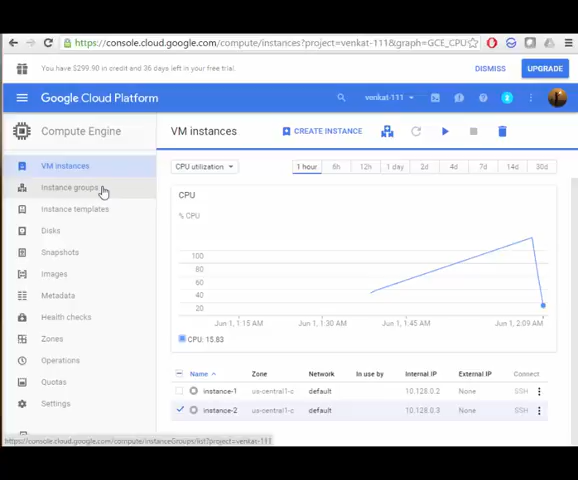 https://console.cloud.google.com/compute/instances?project=venkat-111&graph=GCE_CPU
You have $299.90 in credit and 36 days left in your free trial.
DISMISS
UPGRADE
Google Cloud Platform
venkat-111
Compute Engine
VM instances
CREATE INSTANCE
VM instances
Instance groups
Instance templates
Disks
Snapshots
Images
Metadata
Health checks
Zones
Operations
Quotas
Settings
CPU utilization
1 hour 6h 12h 1 day 2d 4d 7d 14d 30d
CPU
% CPU
100
80
60
40
20
Jun 1, 1:15 AM Jun 1, 1:30 AM Jun 1, 1:45 AM Jun 1, 2:09 AM
CPU: 15.83
Name Zone Network In use by Internal IP External IP Connect
instance-1 us-central1-c default 10.128.0.2 None SSH
instance-2 us-central1-c default 10.128.0.3 None SSH
https://console.cloud.google.com/compute/instanceGroups/list?project=venkat-111